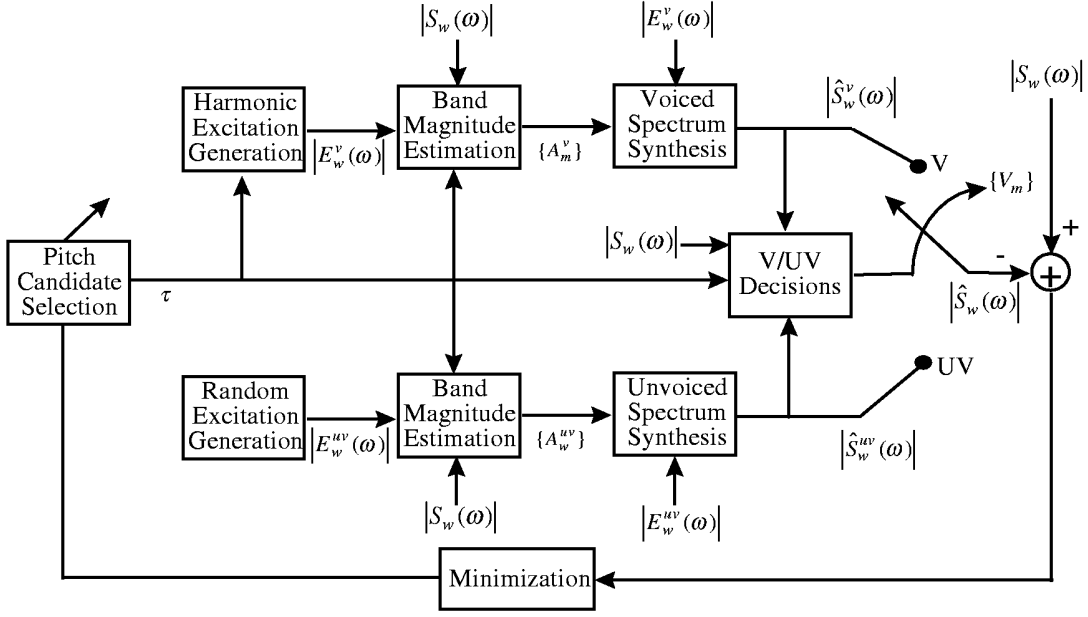 |S_w(ω)|
|E_w^v(ω)|
Harmonic
Excitation
Generation
|E_w^v(ω)|
Band
Magnitude
Estimation
{A_m^v}
Voiced
Spectrum
Synthesis
|Ŝ_w^v(ω)|
V
|S_w(ω)|
{V_m}
+
Pitch
Candidate
Selection
τ
|S_w(ω)|
V/UV
Decisions
-
+
|Ŝ_w(ω)|
Random
Excitation
Generation
|E_w^{uv}(ω)|
Band
Magnitude
Estimation
{A_w^{uv}}
Unvoiced
Spectrum
Synthesis
UV
|Ŝ_w^{uv}(ω)|
|S_w(ω)|
|E_w^{uv}(ω)|
Minimization